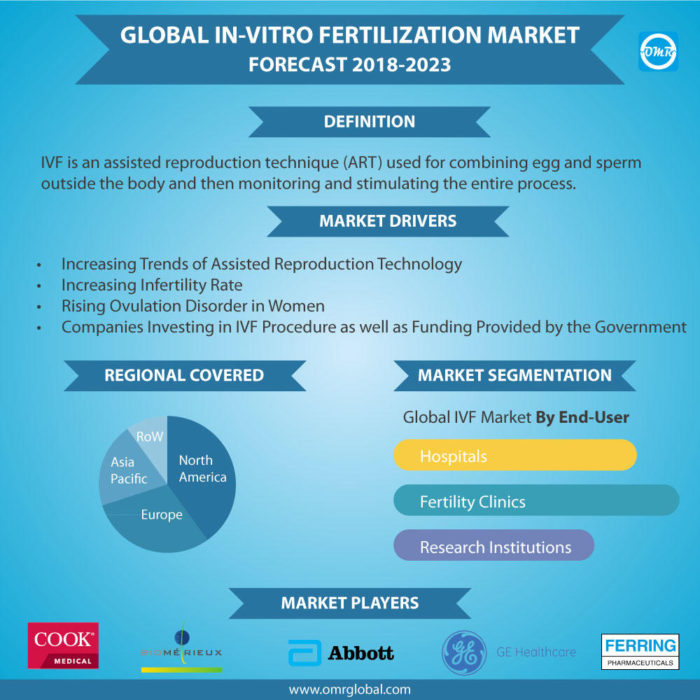 GLOBAL IN-VITRO FERTILIZATION MARKET
FORECAST 2018-2023
OMR
DEFINITION
IVF is an assisted reproduction technique (ART) used for combining egg and sperm
outside the body and then monitoring and stimulating the entire process.
MARKET DRIVERS
• Increasing Trends of Assisted Reproduction Technology
• Increasing Infertility Rate
• Rising Ovulation Disorder in Women
• Companies Investing in IVF Procedure as well as Funding Provided by the Government
REGIONAL COVERED
RoW
Asia
Pacific
North
America
Europe
MARKET SEGMENTATION
Global IVF Market By End-User
Hospitals
Fertility Clinics
Research Institutions
MARKET PLAYERS
COOK®
MEDICAL
BIOMÉRIEUX
Abbott
GE
GE Healthcare
FERRING
PHARMACEUTICALS
www.omrglobal.com